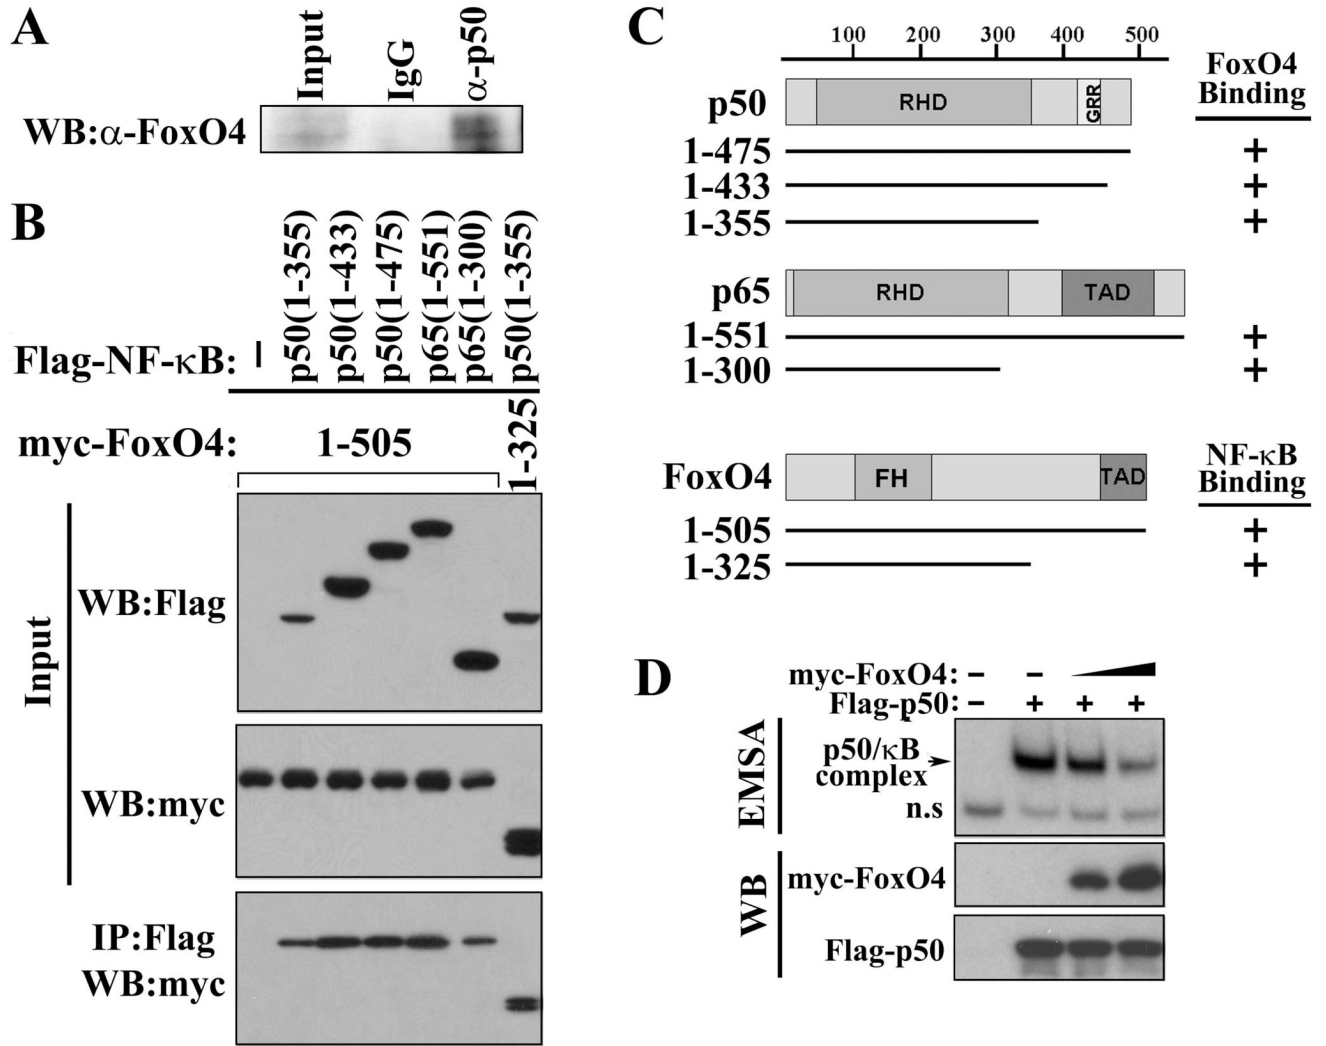 A
Input
IgG
α-p50
WB:α-FoxO4
B
Flag-NF-κB:
–
p50(1-355)
p50(1-433)
p50(1-475)
p65(1-551)
p65(1-300)
p50(1-355)
myc-FoxO4:
1-505
1-325
Input
WB:Flag
WB:myc
IP:Flag
WB:myc
C
100 200 300 400 500
FoxO4
Binding
p50
RHD
GRR
1-475 +
1-433 +
1-355 +
p65
RHD
TAD
1-551 +
1-300 +
NF-κB
Binding
FoxO4
FH
TAD
1-505 +
1-325 +
D
myc-FoxO4: – –
Flag-p50: – + + +
EMSA
p50/κB
complex
n.s
WB
myc-FoxO4
Flag-p50